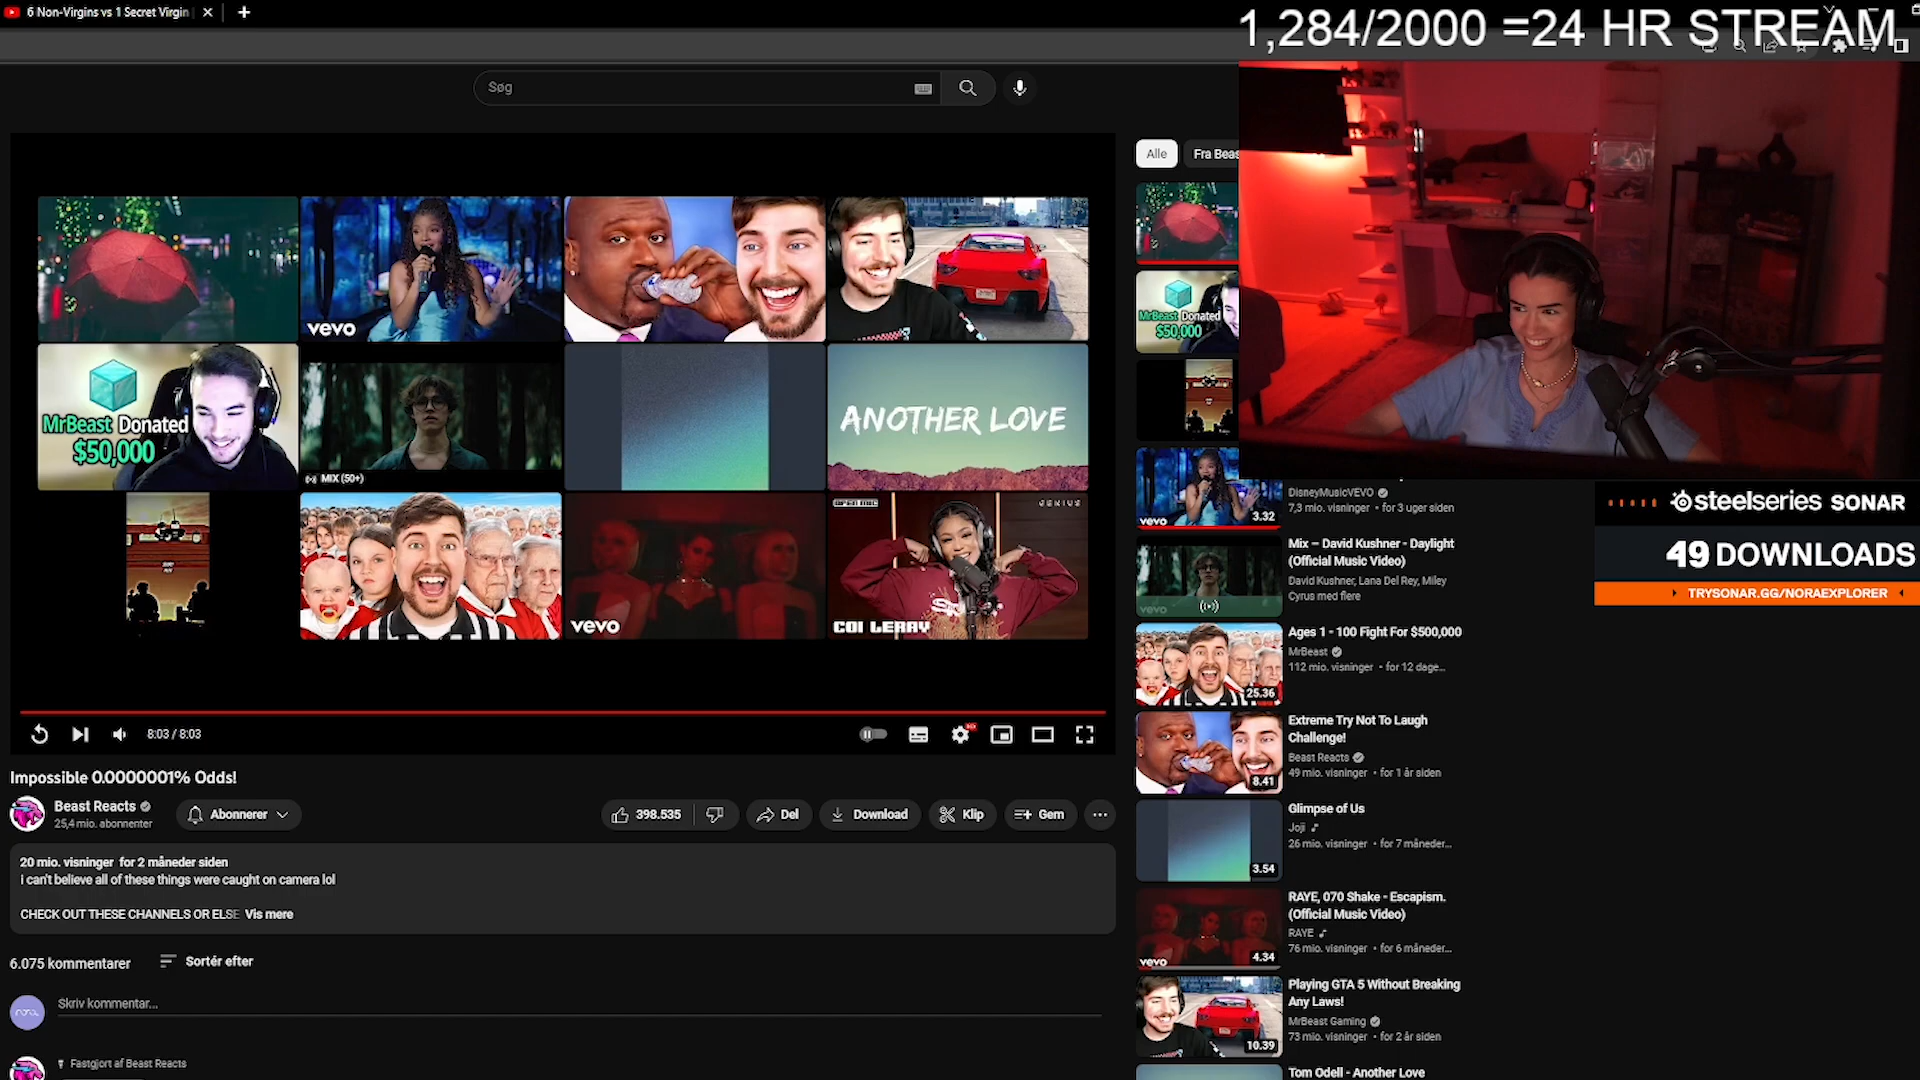 6 Non-Virgins vs 1 Secret Virgin
1,284/2000 =24 HR STREAM
Søg
Alle
Fra Beas
vevo
MrBeast Donated
$50,000
MIX (50+)
ANOTHER LOVE
vevo
OPEN MIC
GENIUS
COI LERAY
8:03 / 8:03
HD
Impossible 0.0000001% Odds!
Beast Reacts
25,4 mio. abonnenter
Abonnerer
398.535
Del
Download
Klip
Gem
20 mio. visninger for 2 måneder siden
i can't believe all of these things were caught on camera lol
CHECK OUT THESE CHANNELS OR ELSE Vis mere
6.075 kommentarer
Sortér efter
Skriv kommentar...
Fastgjort af Beast Reacts
MrBeast Donated
$50,000
vevo
3.32
DisneyMusicVEVO
7,3 mio. visninger • for 3 uger siden
vevo
Mix – David Kushner - Daylight
(Official Music Video)
David Kushner, Lana Del Rey, Miley
Cyrus med flere
25.36
Ages 1 - 100 Fight For $500,000
MrBeast
112 mio. visninger • for 12 dage...
8.41
Extreme Try Not To Laugh
Challenge!
Beast Reacts
49 mio. visninger • for 1 år siden
3.54
Glimpse of Us
Joji
26 mio. visninger • for 7 måneder...
vevo
4.34
RAYE, 070 Shake - Escapism.
(Official Music Video)
RAYE
76 mio. visninger • for 6 måneder...
10.39
Playing GTA 5 Without Breaking
Any Laws!
MrBeast Gaming
73 mio. visninger • for 2 år siden
Tom Odell - Another Love
steelseries SONAR
49 DOWNLOADS
TRYSONAR.GG/NORAEXPLORER